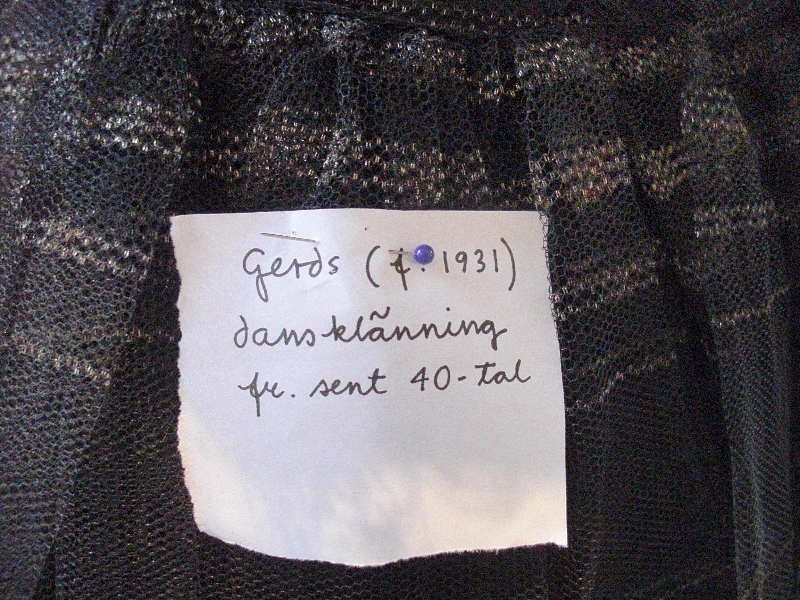 Gerds (f. 1931)
dansklänning
fr. sent 40-tal